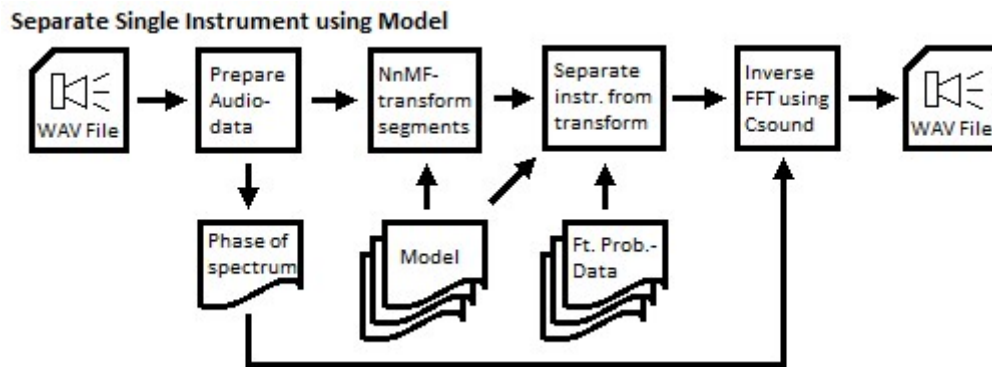 Separate Single Instrument using Model
WAV File
Prepare
Audio-
data
NnMF-
transform
segments
Separate
instr. from
transform
Inverse
FFT using
Csound
WAV File
Phase of
spectrum
Model
Ft. Prob.-
Data